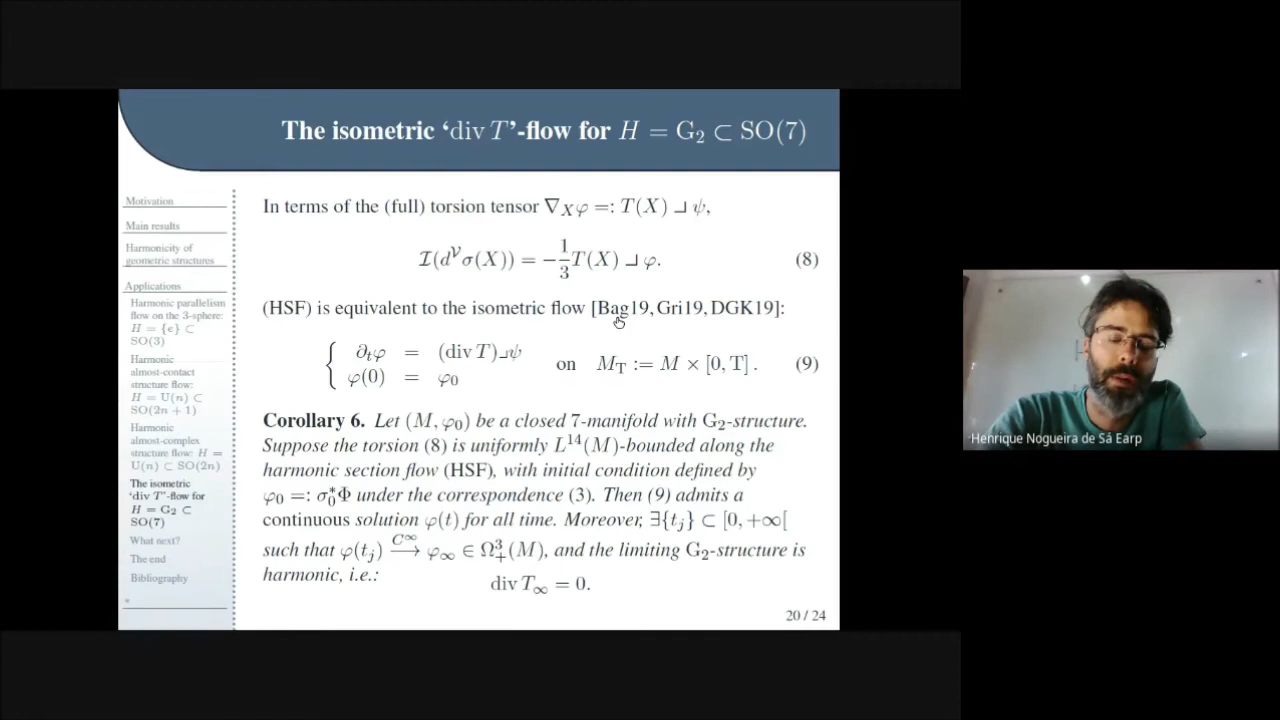 The isometric ‘div T’-flow for H = G₂ ⊂ SO(7)
Motivation
Main results
Harmonicity of
geometric structures
Applications
Harmonic parallelism
flow on the 3-sphere:
H = {e} ⊂
SO(3)
Harmonic
almost-contact
structure flow:
H = U(n) ⊂
SO(2n + 1)
Harmonic
almost-complex
structure flow: H =
U(n) ⊂ SO(2n)
The isometric
‘div T’-flow for
H = G₂ ⊂
SO(7)
What next?
The end
Bibliography
In terms of the (full) torsion tensor ∇_X φ =: T(X) ⌟ ψ,
I(d^V σ(X)) = −1/3 T(X) ⌟ φ. (8)
(HSF) is equivalent to the isometric flow [Bag19, Gri19, DGK19]:
{ ∂ₜφ = (div T)⌟ψ
φ(0) = φ₀ on M_T := M × [0, T] . (9)
Corollary 6. Let (M, φ₀) be a closed 7-manifold with G₂-structure.
Suppose the torsion (8) is uniformly L¹⁴(M)-bounded along the
harmonic section flow (HSF), with initial condition defined by
φ₀ =: σ₀*Φ under the correspondence (3). Then (9) admits a
continuous solution φ(t) for all time. Moreover, ∃{tⱼ} ⊂ [0, +∞[
such that φ(tⱼ) —C^∞→ φ_∞ ∈ Ω³₊(M), and the limiting G₂-structure is
harmonic, i.e.:
div T_∞ = 0.
20 / 24
Henrique Nogueira de Sá Earp